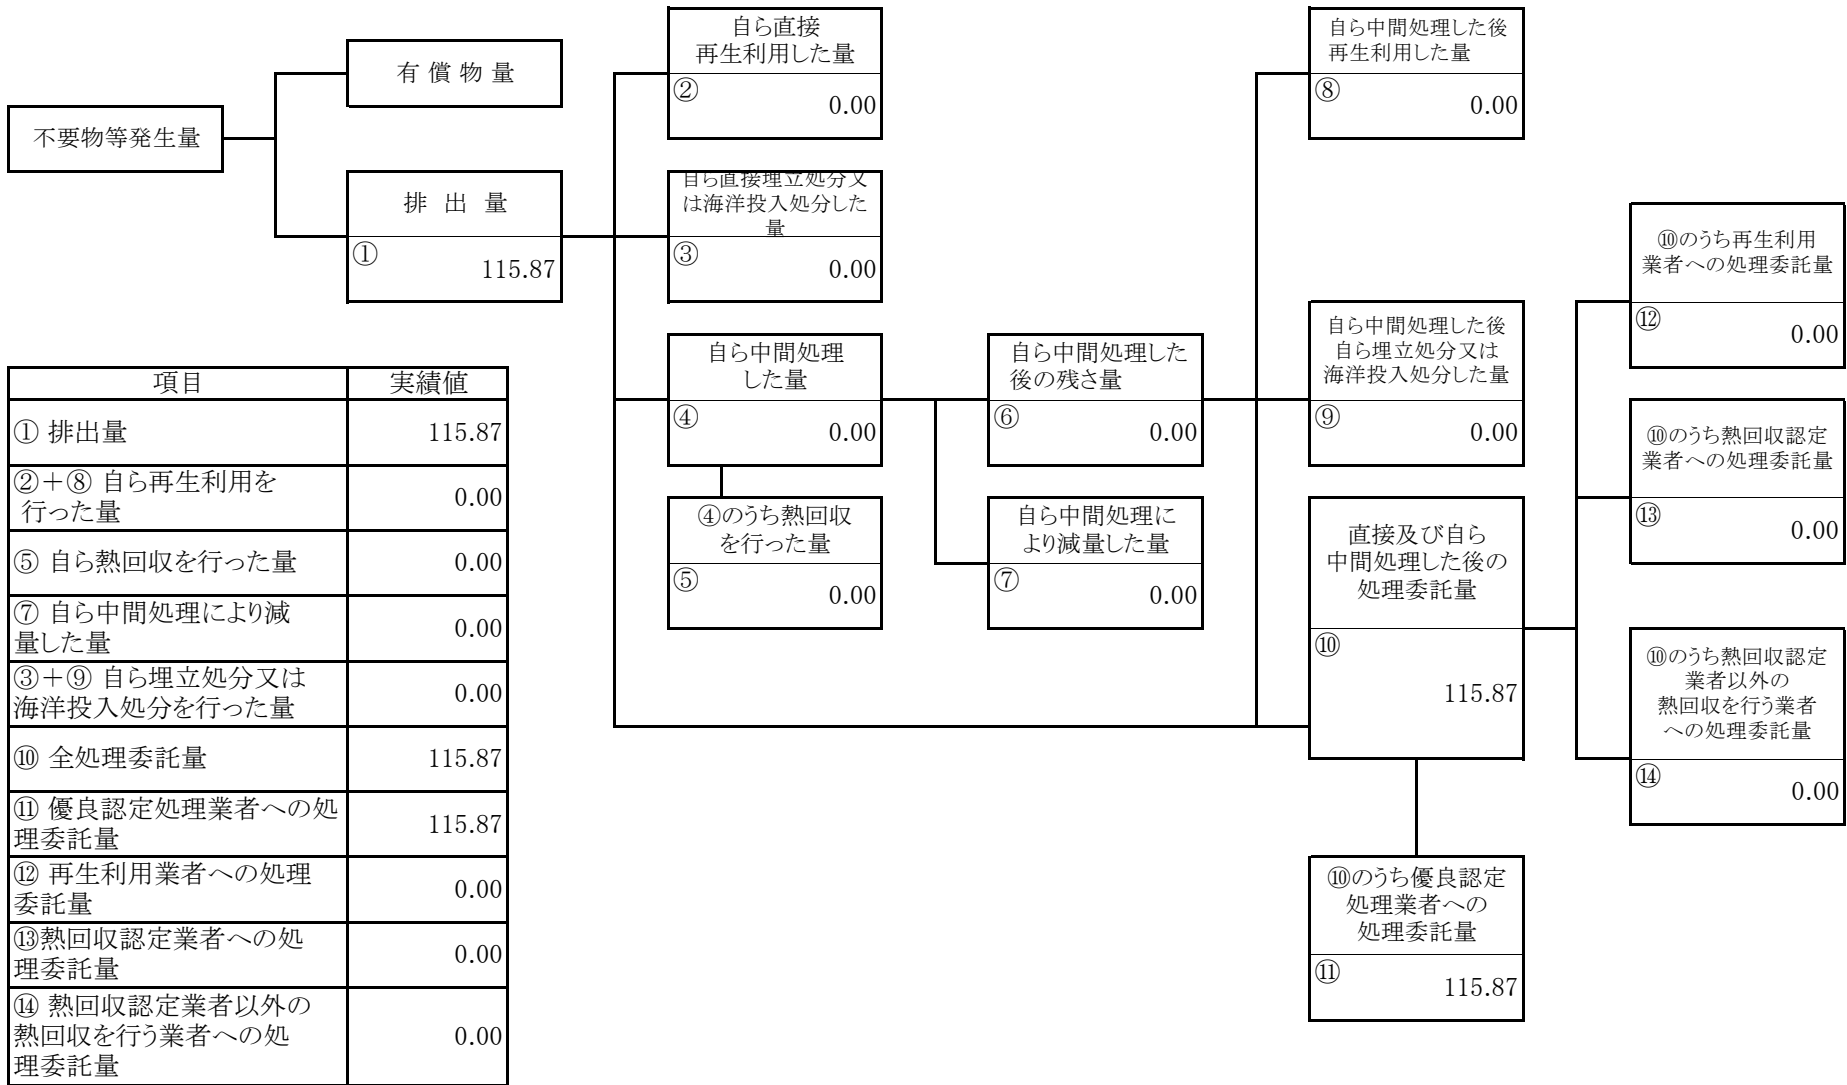 不要物等発生量
有 償 物 量
排 出 量
①
115.87
自ら直接
再生利用した量
②
0.00
自ら直接埋立処分又
は海洋投入処分した
量
③
0.00
自ら中間処理
した量
④
0.00
④のうち熱回収
を行った量
⑤
0.00
自ら中間処理した
後の残さ量
⑥
0.00
自ら中間処理に
より減量した量
⑦
0.00
自ら中間処理した後
再生利用した量
⑧
0.00
自ら中間処理した後
自ら埋立処分又は
海洋投入処分した量
⑨
0.00
直接及び自ら
中間処理した後の
処理委託量
⑩
115.87
⑩のうち優良認定
処理業者への
処理委託量
⑪
115.87
⑩のうち再生利用
業者への処理委託量
⑫
0.00
⑩のうち熱回収認定
業者への処理委託量
⑬
0.00
⑩のうち熱回収認定
業者以外の
熱回収を行う業者
への処理委託量
⑭
0.00
項目 実績値
① 排出量 115.87
②+⑧ 自ら再生利用を
行った量 0.00
⑤ 自ら熱回収を行った量 0.00
⑦ 自ら中間処理により減
量した量 0.00
③+⑨ 自ら埋立処分又は
海洋投入処分を行った量 0.00
⑩ 全処理委託量 115.87
⑪ 優良認定処理業者への処
理委託量 115.87
⑫ 再生利用業者への処理
委託量 0.00
⑬熱回収認定業者への処
理委託量 0.00
⑭ 熱回収認定業者以外の
熱回収を行う業者への処
理委託量 0.00